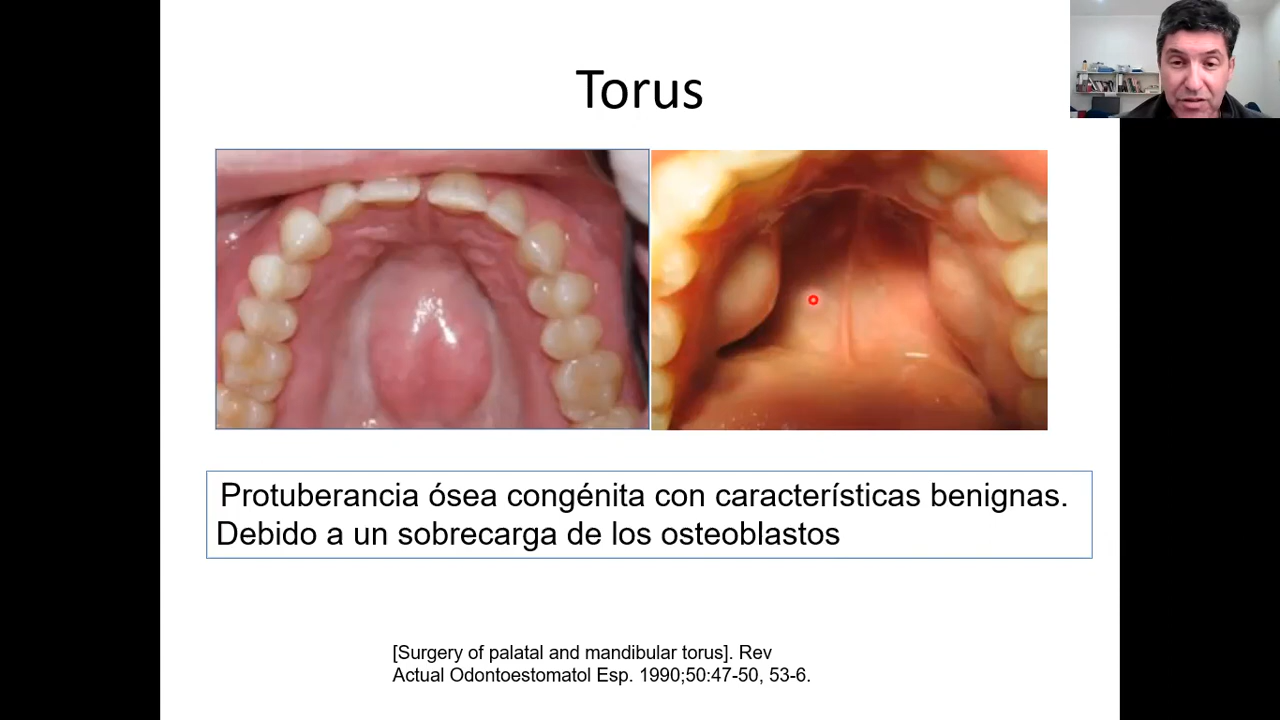 Torus
Protuberancia ósea congénita con características benignas.
Debido a un sobrecarga de los osteoblastos
[Surgery of palatal and mandibular torus]. Rev
Actual Odontoestomatol Esp. 1990;50:47-50, 53-6.